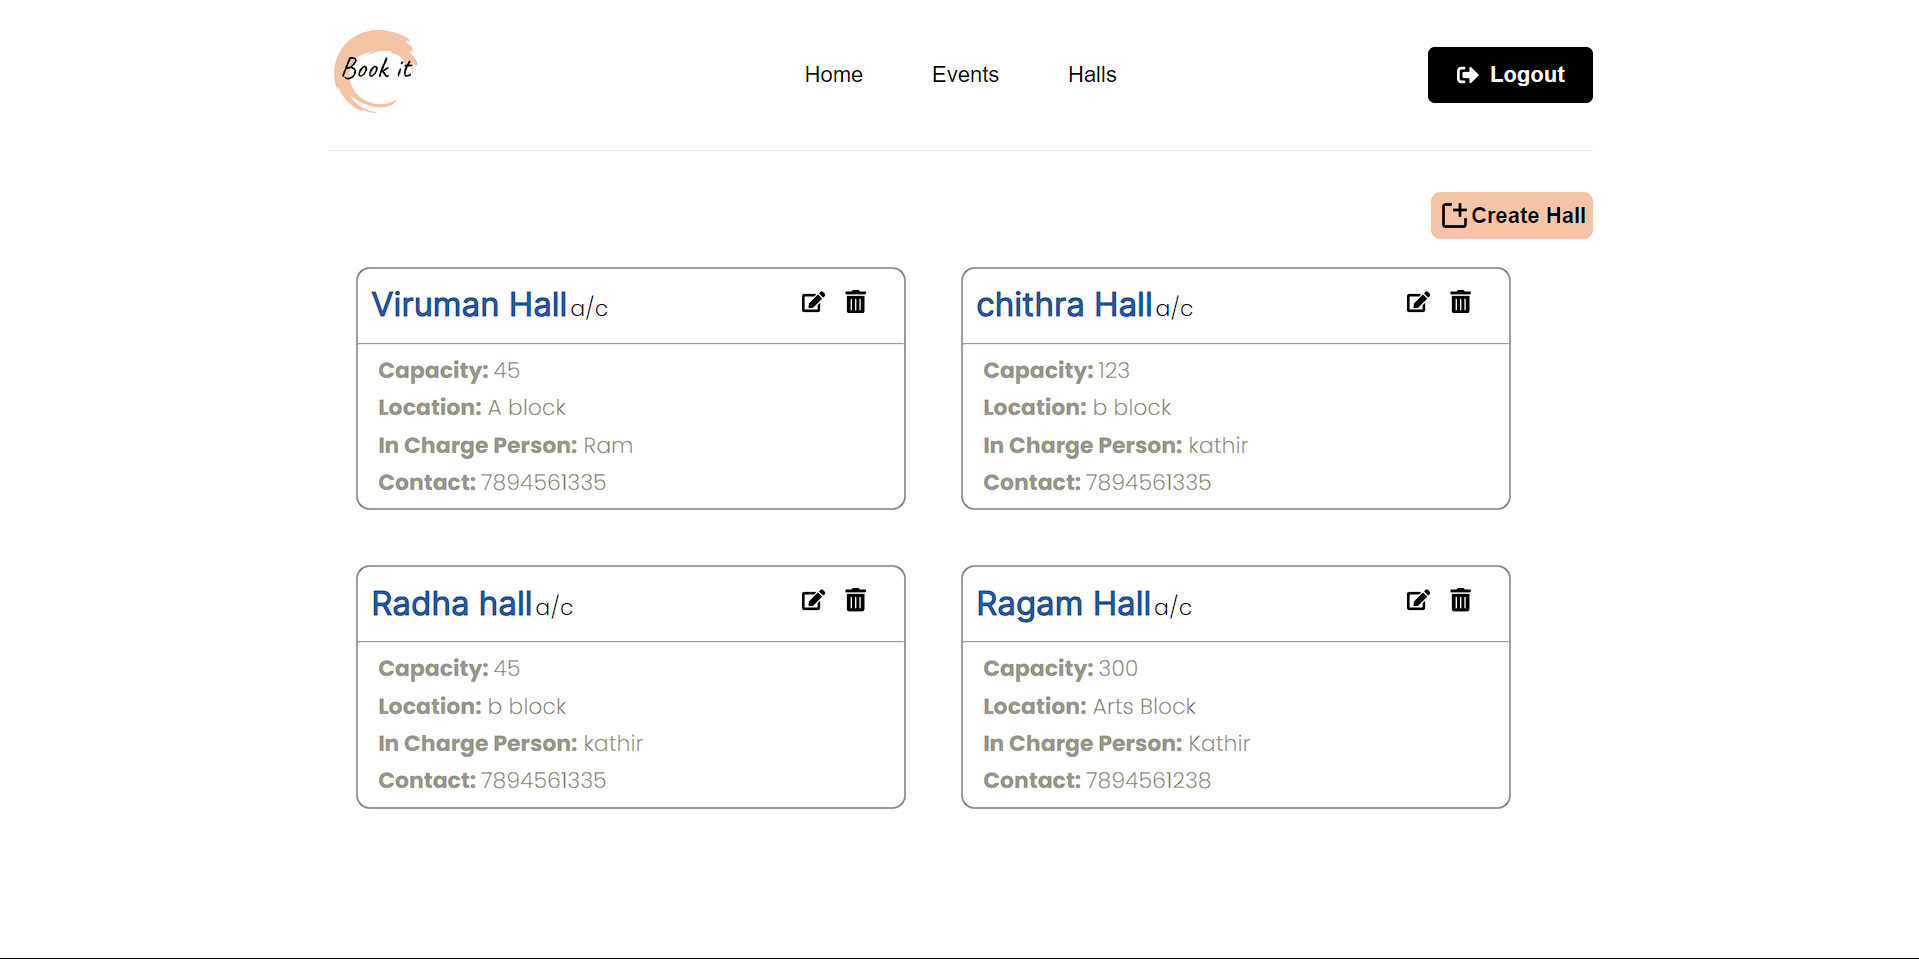 Book it
Home Events Halls
Logout
Create Hall
Viruman Hall a/c
Capacity: 45
Location: A block
In Charge Person: Ram
Contact: 7894561335
chithra Hall a/c
Capacity: 123
Location: b block
In Charge Person: kathir
Contact: 7894561335
Radha hall a/c
Capacity: 45
Location: b block
In Charge Person: kathir
Contact: 7894561335
Ragam Hall a/c
Capacity: 300
Location: Arts Block
In Charge Person: Kathir
Contact: 7894561238